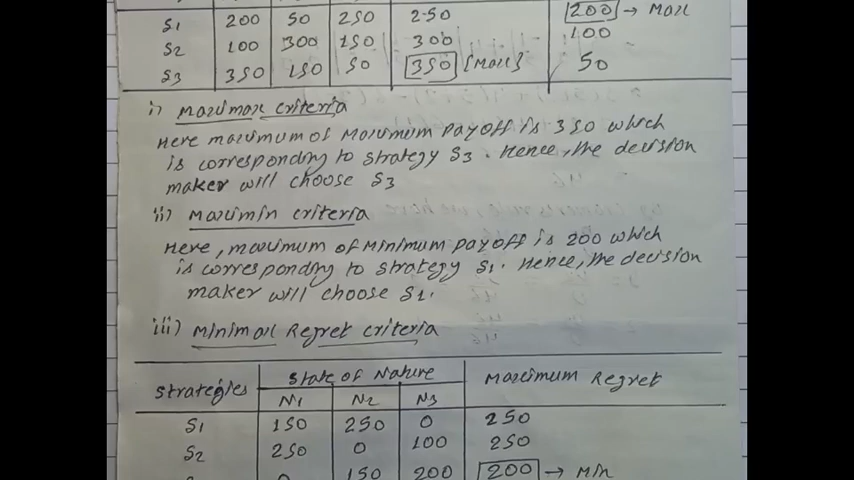 S1 200 50 250 250 200 → Max
S2 100 300 150 300 100
S3 350 150 50 350 [Max] 50
i) Maximax criteria
Here maximum of Maximum payoff is 350 which
is corresponding to strategy S3. Hence, the decision
maker will choose S3
ii) Maximin criteria
Here, maximum of Minimum payoff is 200 which
is corresponding to strategy S1. Hence, the decision
maker will choose S1.
iii) Minimax Regret criteria
Strategies State of Nature Maximum Regret
N1 N2 N3
S1 150 250 0 250
S2 250 0 100 250
0 150 200 200 → Min